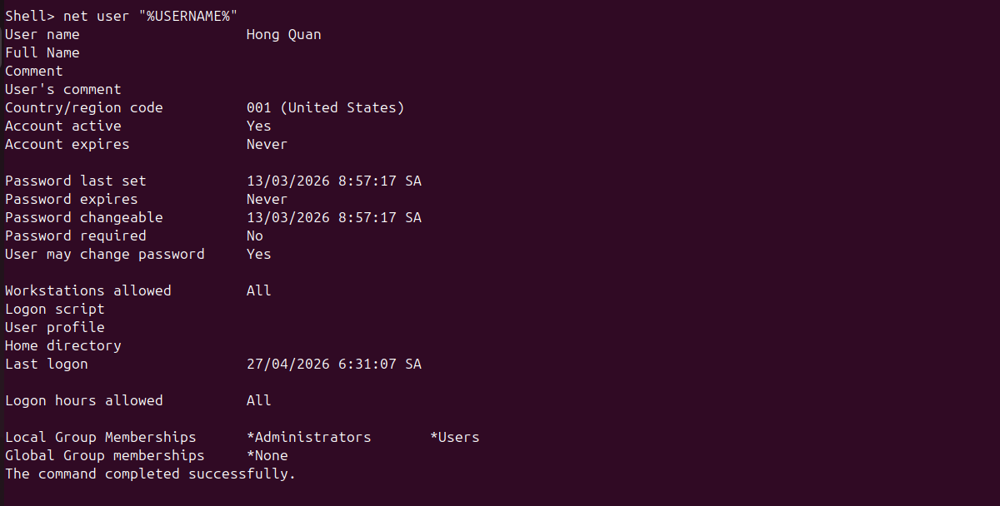 Shell> net user "%USERNAME%"
User name                    Hong Quan
Full Name
Comment
User's comment
Country/region code          001 (United States)
Account active               Yes
Account expires              Never

Password last set            13/03/2026 8:57:17 SA
Password expires             Never
Password changeable          13/03/2026 8:57:17 SA
Password required            No
User may change password     Yes

Workstations allowed         All
Logon script
User profile
Home directory
Last logon                   27/04/2026 6:31:07 SA

Logon hours allowed          All

Local Group Memberships      *Administrators       *Users
Global Group memberships     *None
The command completed successfully.